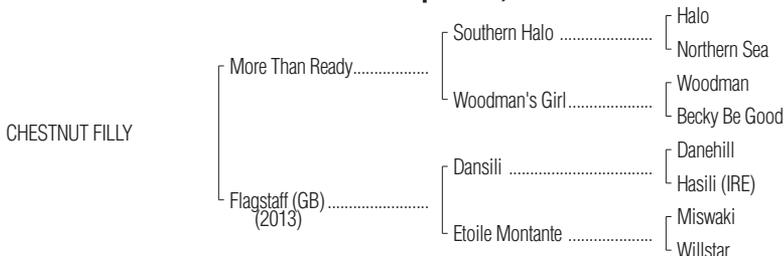 Halo
Southern Halo ....................
Northern Sea
More Than Ready..................
Woodman
Woodman's Girl..................
Becky Be Good
CHESTNUT FILLY
Danehill
Dansili ...............................
Hasili (IRE)
Flagstaff (GB) ......................
(2013)
Miswaki
Etoile Montante ..................
Willstar